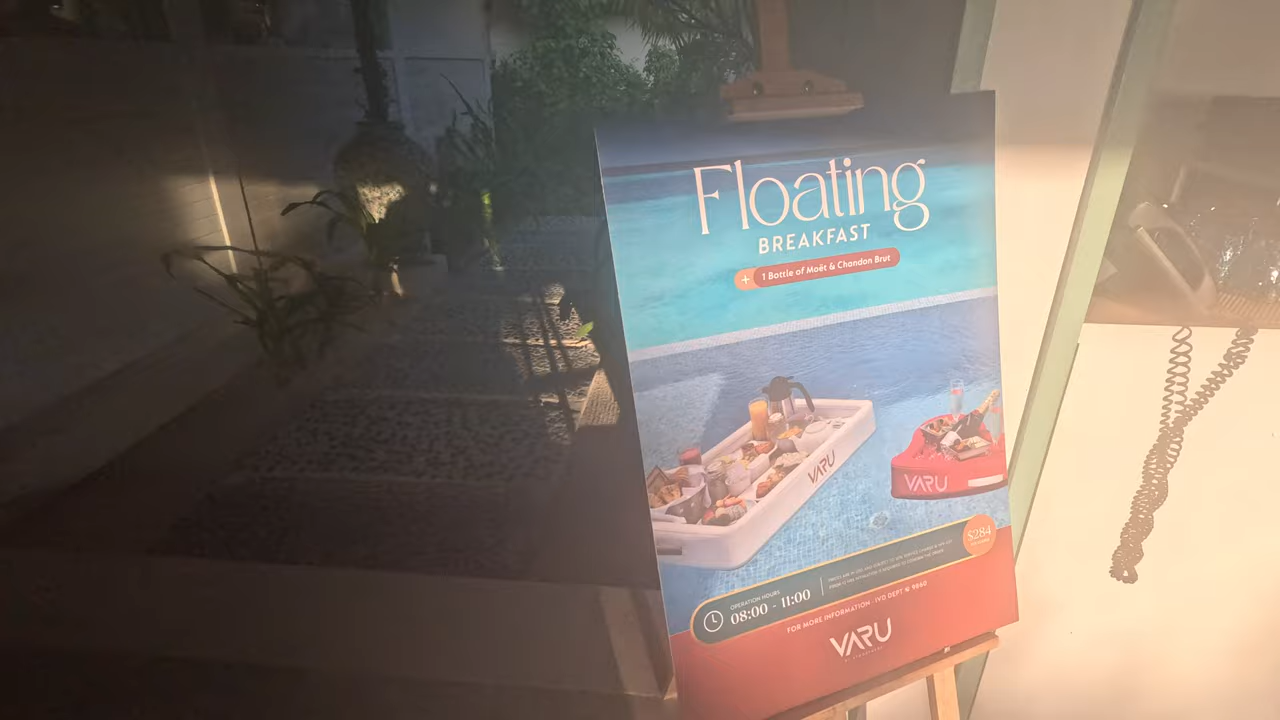 Floating
BREAKFAST
+ 1 Bottle of Moët & Chandon Brut
VARU
VARU
$284
OPERATION HOURS
08:00 - 11:00
FOR MORE INFORMATION - IVD DEPT @ 9860
VARU